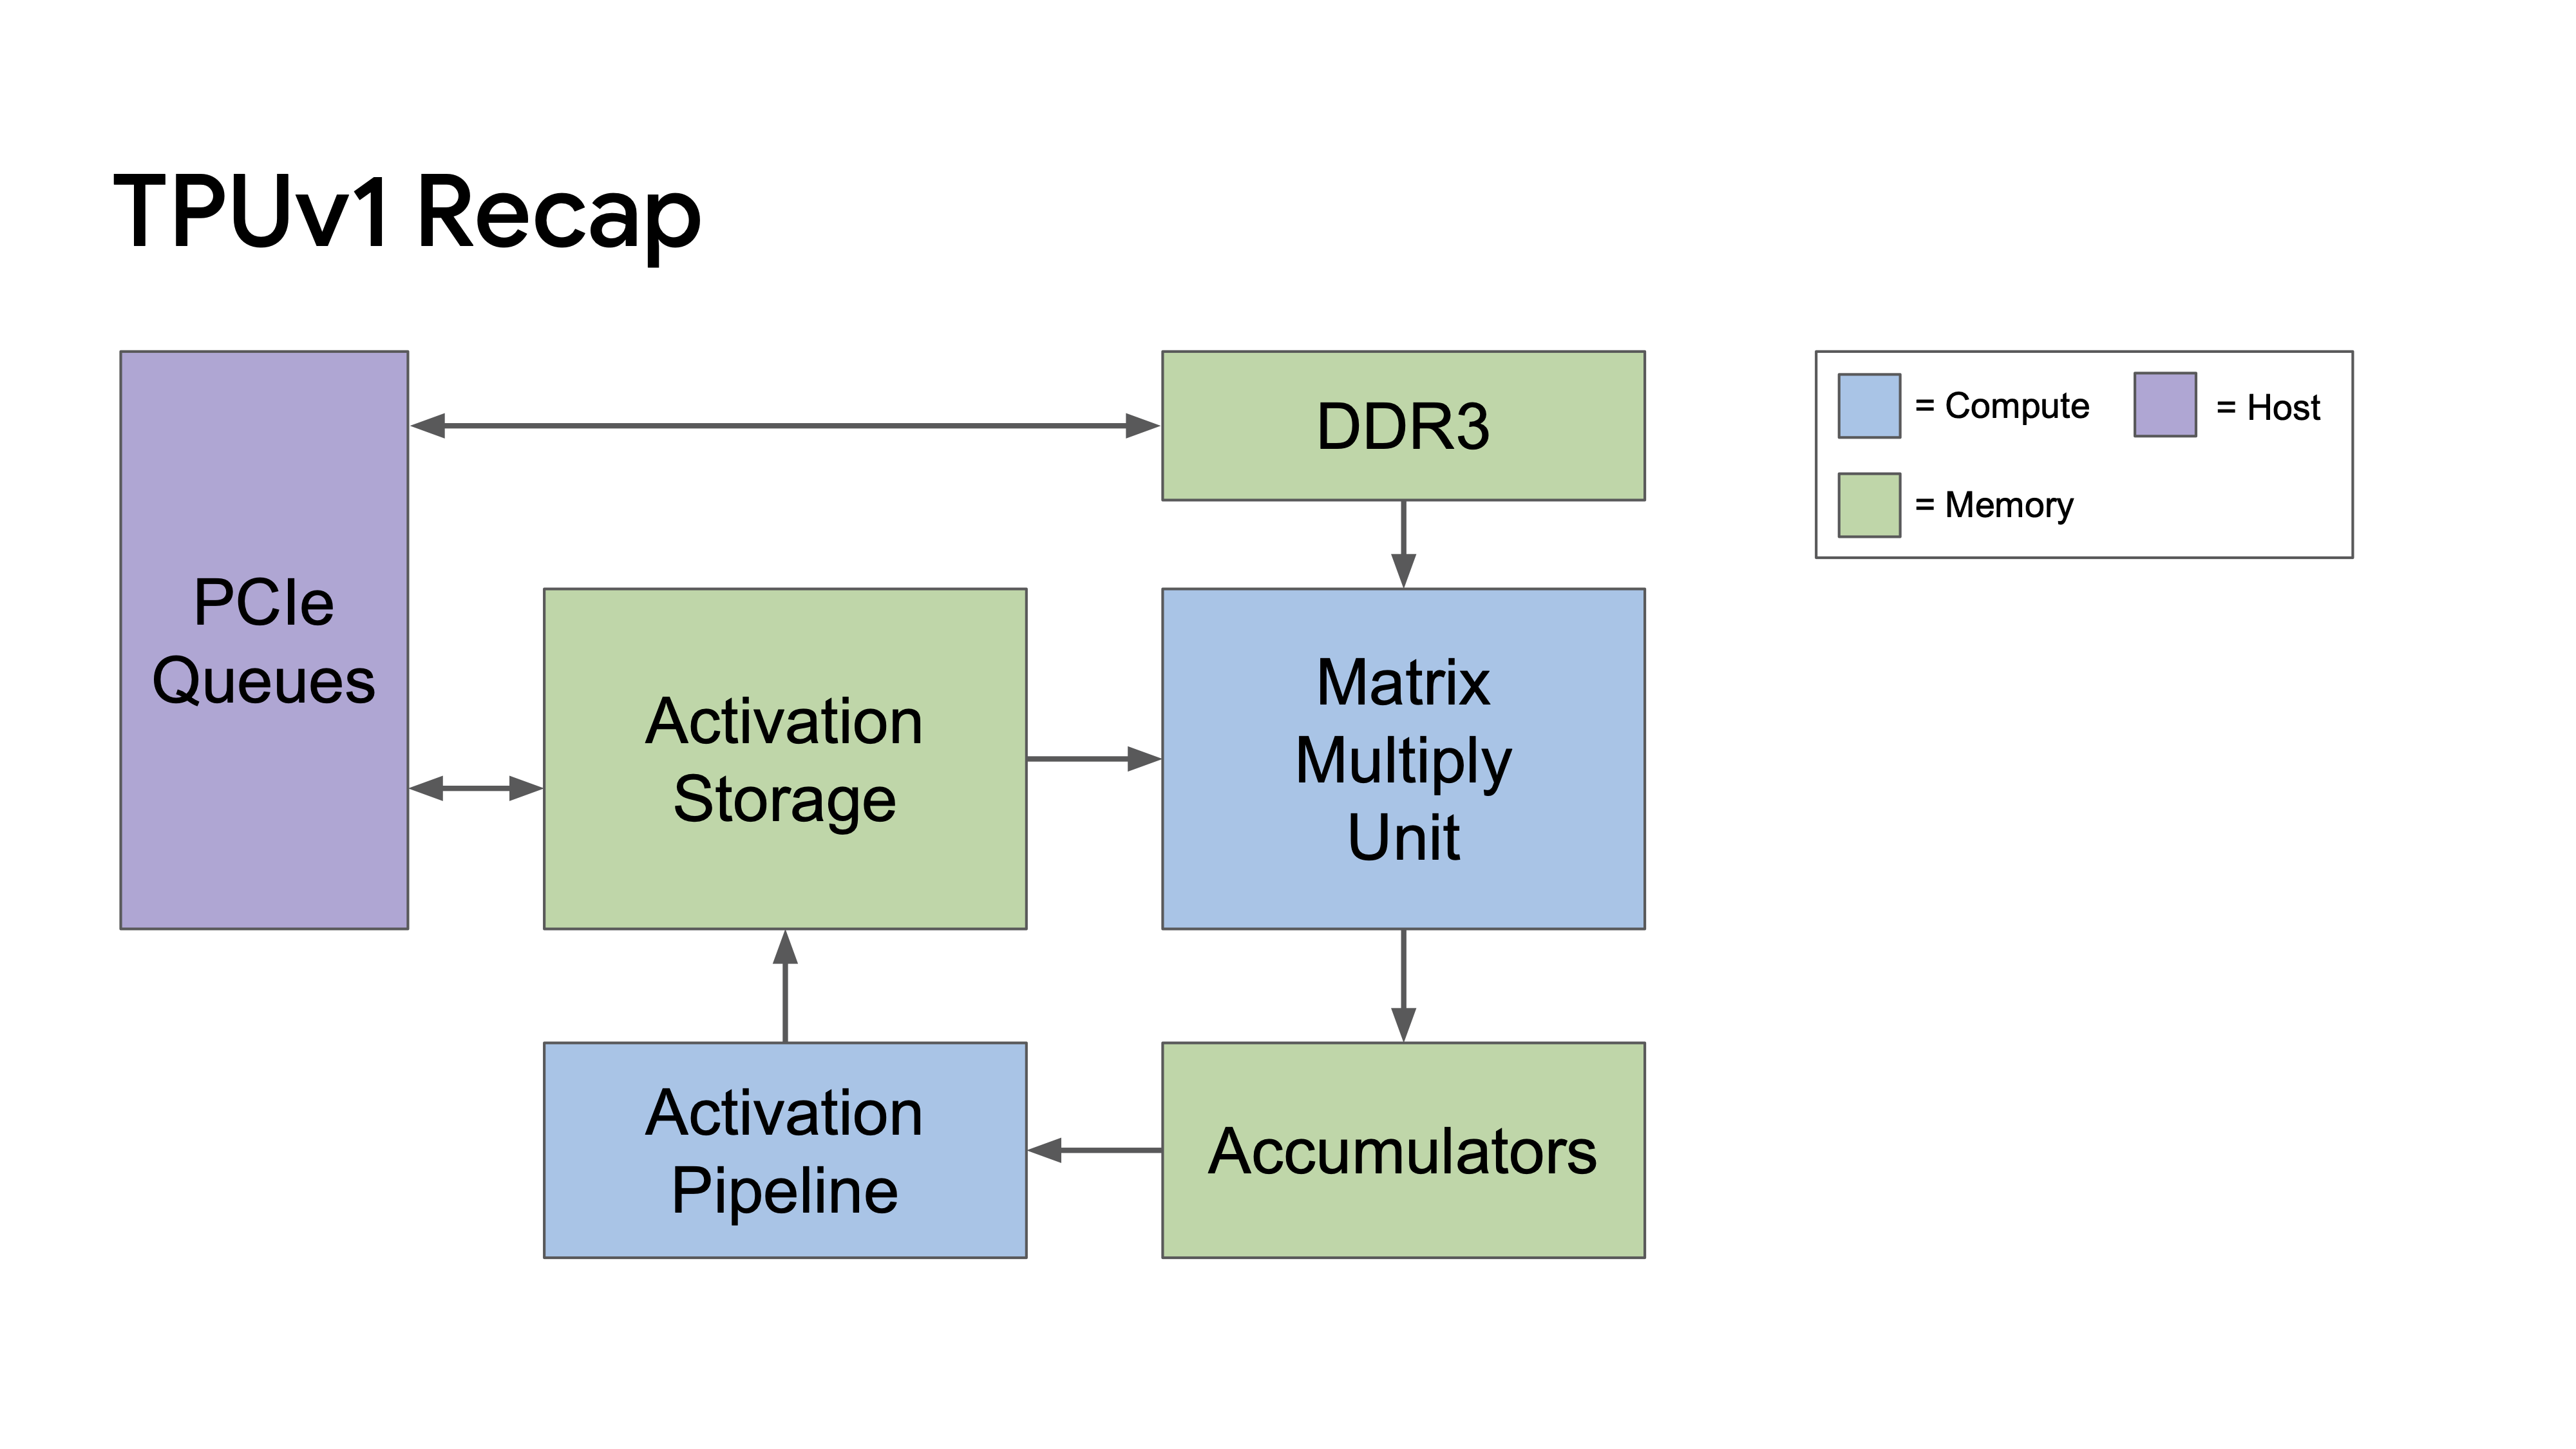 TPUv1 Recap
PCIe
Queues
DDR3
= Compute
= Host
= Memory
Activation
Storage
Matrix
Multiply
Unit
Activation
Pipeline
Accumulators